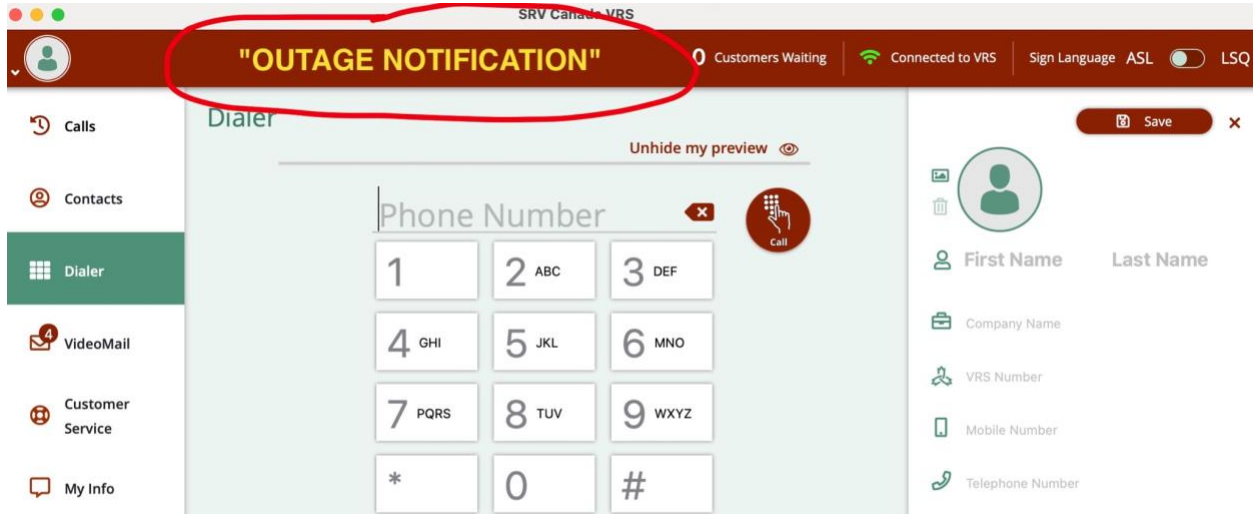 SRV Canada VRS
"OUTAGE NOTIFICATION"
0 Customers Waiting
Connected to VRS
Sign Language ASL LSQ
Calls
Contacts
Dialer
4
VideoMail
Customer
Service
My Info
Dialer
Unhide my preview
Phone Number
Call
1
2 ABC
3 DEF
4 GHI
5 JKL
6 MNO
7 PQRS
8 TUV
9 WXYZ
*
0
#
Save
First Name Last Name
Company Name
VRS Number
Mobile Number
Telephone Number